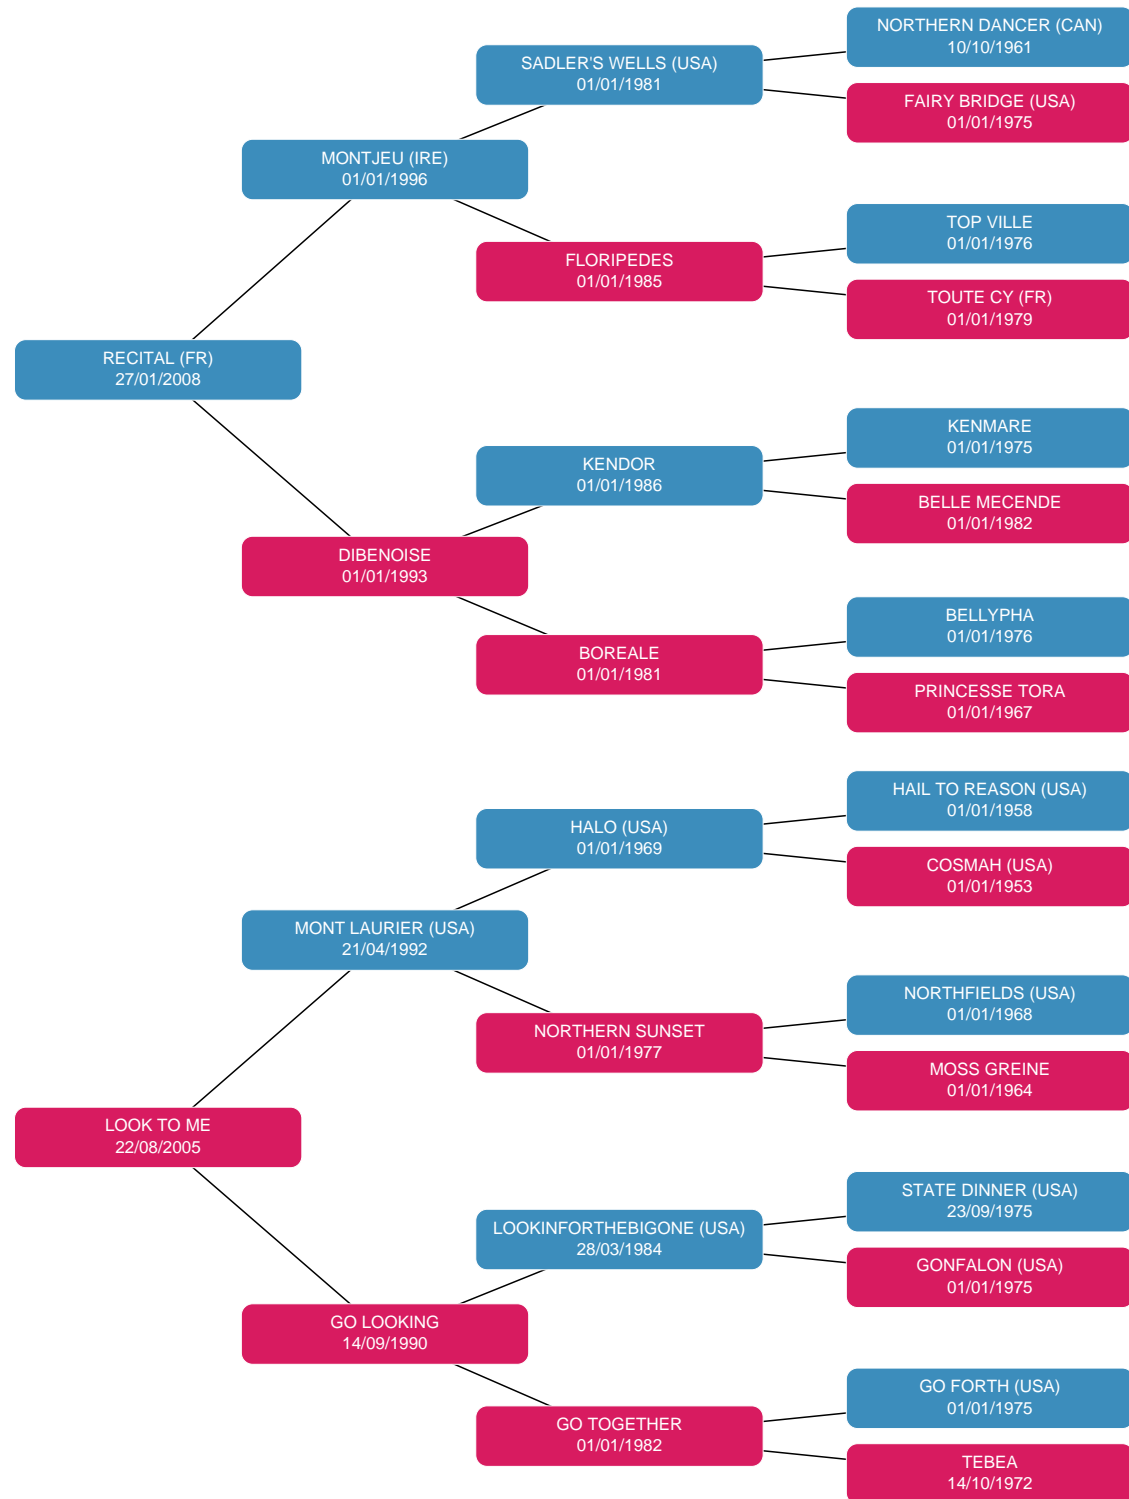 NORTHERN DANCER (CAN)
10/10/1961
SADLER'S WELLS (USA)
01/01/1981
FAIRY BRIDGE (USA)
01/01/1975
MONTJEU (IRE)
01/01/1996
TOP VILLE
01/01/1976
FLORIPEDES
01/01/1985
TOUTE CY (FR)
01/01/1979
RECITAL (FR)
27/01/2008
KENMARE
01/01/1975
KENDOR
01/01/1986
BELLE MECENDE
01/01/1982
DIBENOISE
01/01/1993
BELLYPHA
01/01/1976
BOREALE
01/01/1981
PRINCESSE TORA
01/01/1967
HAIL TO REASON (USA)
01/01/1958
HALO (USA)
01/01/1969
COSMAH (USA)
01/01/1953
MONT LAURIER (USA)
21/04/1992
NORTHFIELDS (USA)
01/01/1968
NORTHERN SUNSET
01/01/1977
MOSS GREINE
01/01/1964
LOOK TO ME
22/08/2005
STATE DINNER (USA)
23/09/1975
LOOKINFORTHEBIGONE (USA)
28/03/1984
GONFALON (USA)
01/01/1975
GO LOOKING
14/09/1990
GO FORTH (USA)
01/01/1975
GO TOGETHER
01/01/1982
TEBEA
14/10/1972